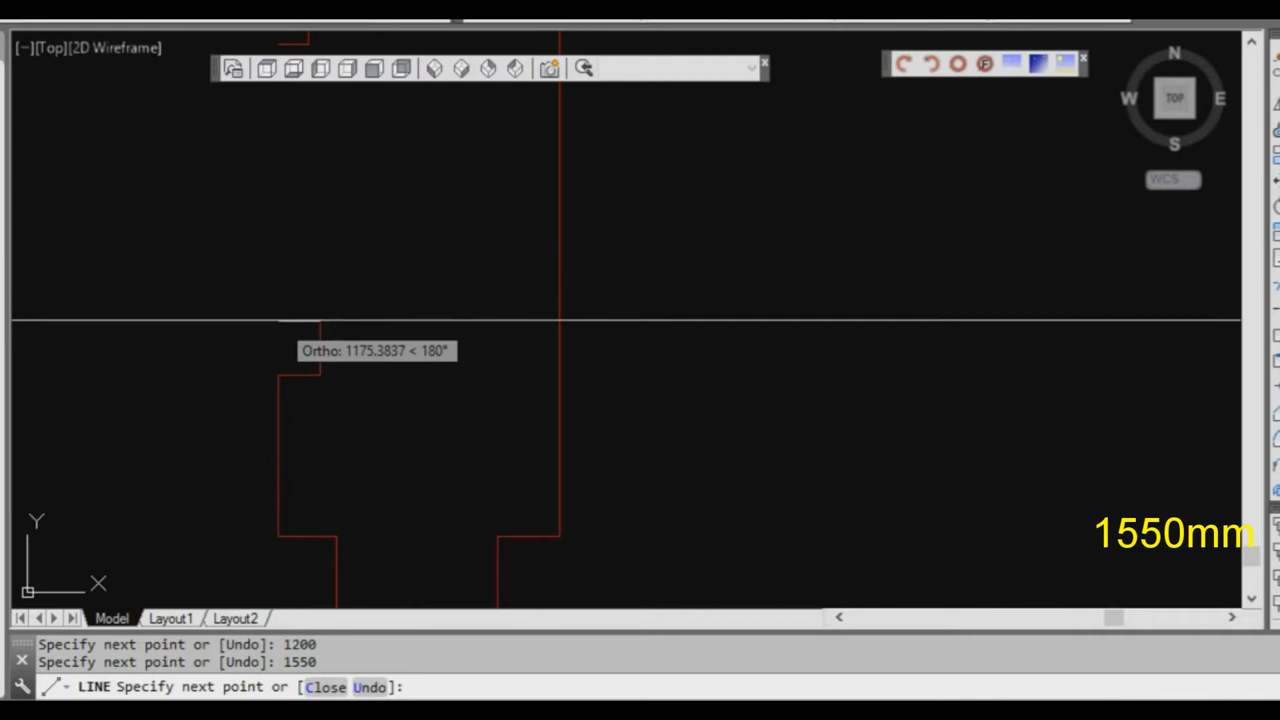 [−][Top][2D Wireframe]
N
W
TOP
E
S
WCS
Ortho: 1175.3837 < 180°
1550mm
Y
X
Model
Layout1
Layout2
Specify next point or [Undo]: 1200
Specify next point or [Undo]: 1550
LINE Specify next point or [Close Undo]: